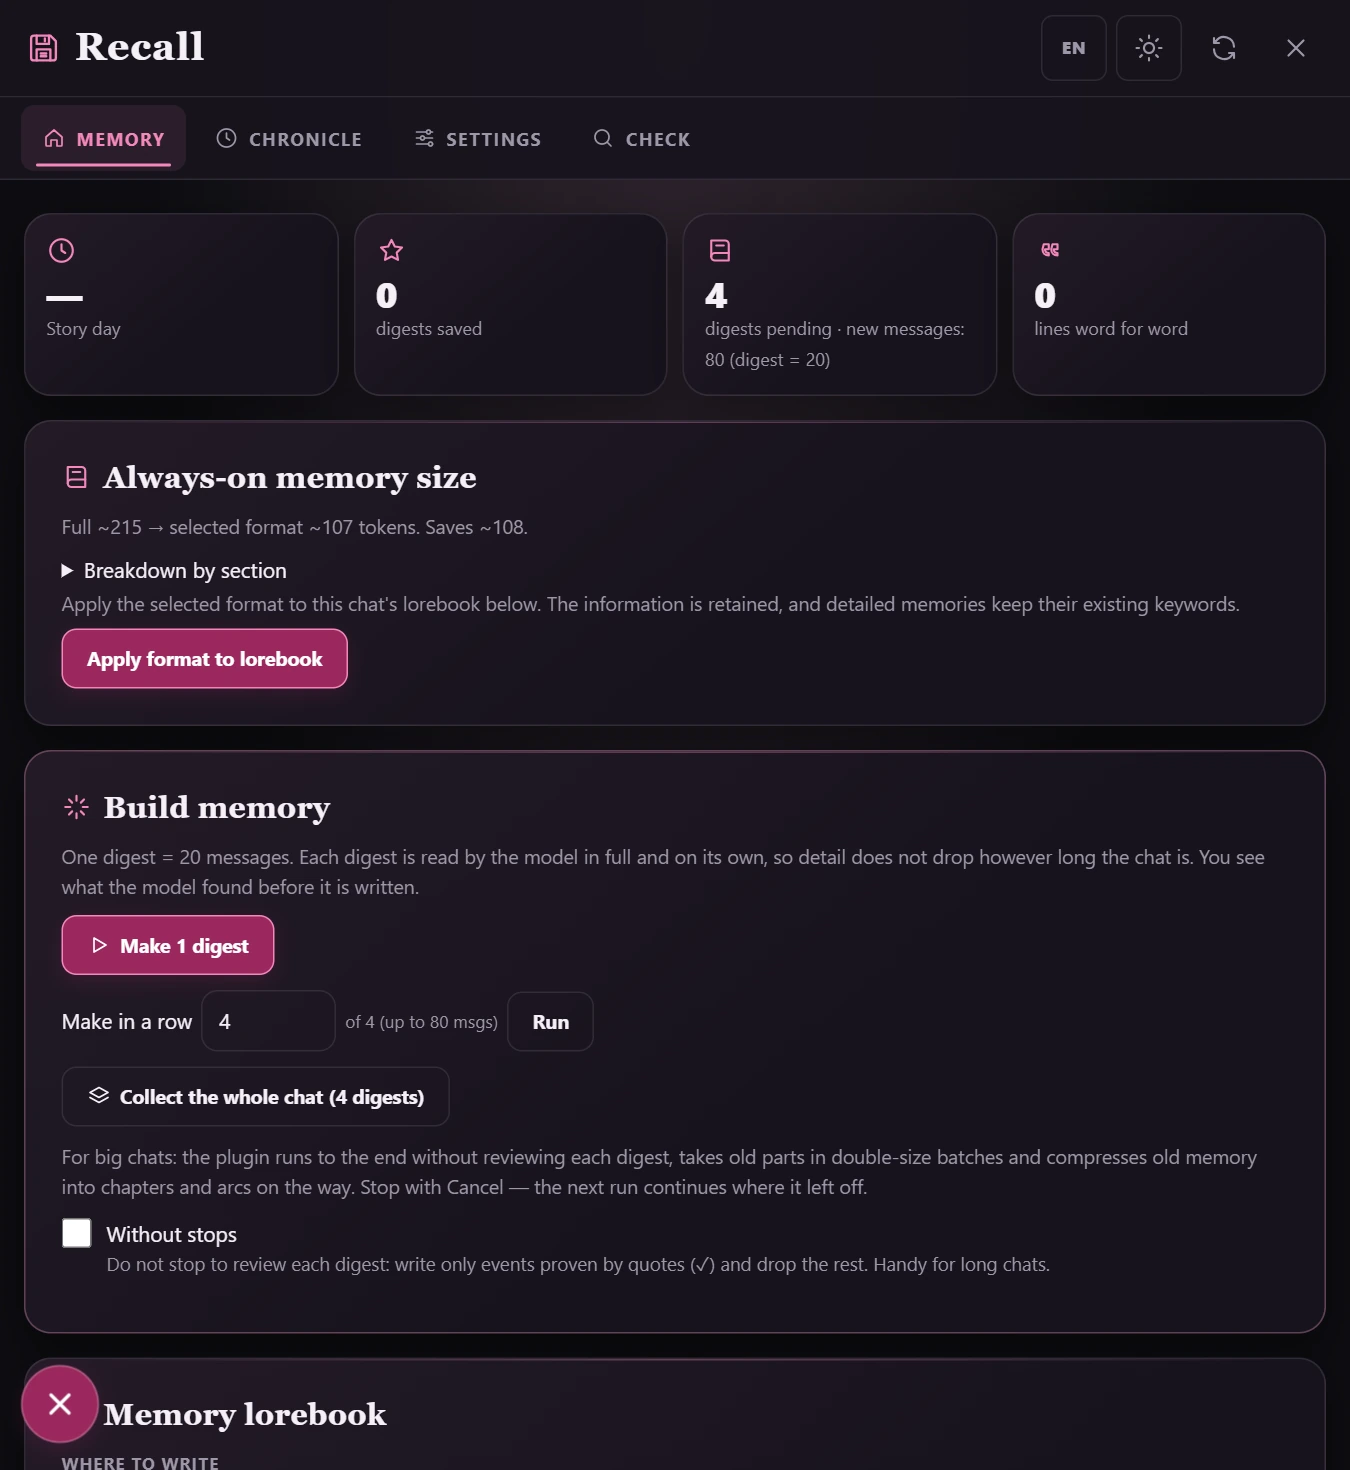 Recall
EN
MEMORY
CHRONICLE
SETTINGS
CHECK
—
Story day
0
digests saved
4
digests pending · new messages:
80 (digest = 20)
0
lines word for word
Always-on memory size
Full ~215 → selected format ~107 tokens. Saves ~108.
Breakdown by section
Apply the selected format to this chat's lorebook below. The information is retained, and detailed memories keep their existing keywords.
Apply format to lorebook
Build memory
One digest = 20 messages. Each digest is read by the model in full and on its own, so detail does not drop however long the chat is. You see
what the model found before it is written.
Make 1 digest
Make in a row 4 of 4 (up to 80 msgs) Run
Collect the whole chat (4 digests)
For big chats: the plugin runs to the end without reviewing each digest, takes old parts in double-size batches and compresses old memory
into chapters and arcs on the way. Stop with Cancel — the next run continues where it left off.
Without stops
Do not stop to review each digest: write only events proven by quotes (✓) and drop the rest. Handy for long chats.
Memory lorebook
WHERE TO WRITE